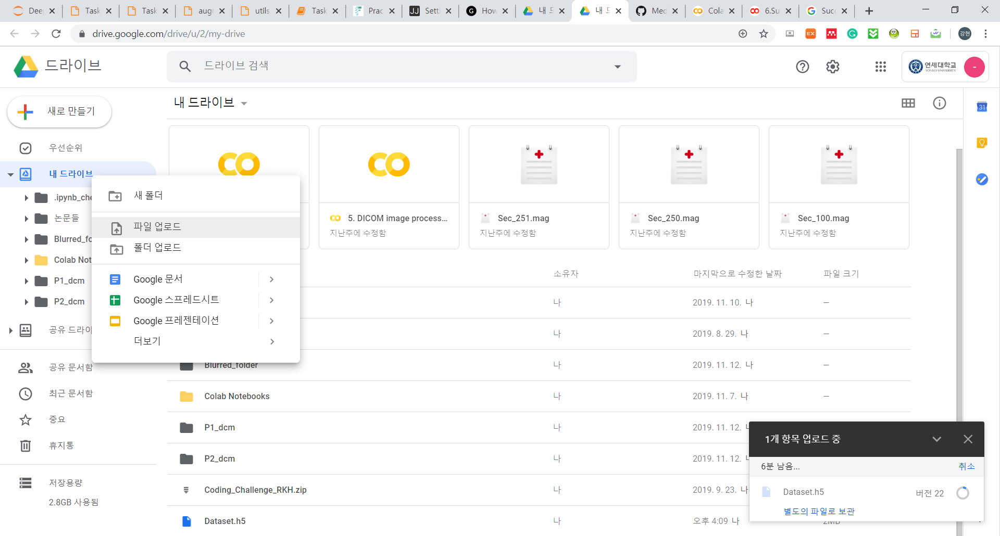 Dee
Task
Task
aug
utils
Task
Prac
JJ
Sett
G
How
내 드
내 드
Med
Cola
6.Su
Succ
drive.google.com/drive/u/2/my-drive
EX
강현
드라이브
드라이브 검색
연세대학교
YONSEI UNIVERSITY
-
새로 만들기
내 드라이브
31
우선순위
내 드라이브
.ipynb_che
논문들
Blurred_fo
Colab Not
P1_dcm
P2_dcm
공유 드라이
공유 문서함
최근 문서함
중요
휴지통
저장용량
2.8GB 사용됨
새 폴더
파일 업로드
폴더 업로드
Google 문서
Google 스프레드시트
Google 프레젠테이션
더보기
5. DICOM image process...
지난주에 수정함
Sec_251.mag
지난주에 수정함
Sec_250.mag
지난주에 수정함
Sec_100.mag
지난주에 수정함
소유자 마지막으로 수정한 날짜 파일 크기
나 2019. 11. 10. 나 —
나 2019. 8. 29. 나 —
Blurred_folder 나 2019. 11. 12. 나 —
Colab Notebooks 나 2019. 11. 7. 나 —
P1_dcm 나 2019. 11. 12.
P2_dcm 나 2019. 11. 12.
Coding_Challenge_RKH.zip 나 2019. 9. 23. 나
Dataset.h5 나 오후 4:09 나 2MB
1개 항목 업로드 중
6분 남음... 취소
Dataset.h5 버전 22
별도의 파일로 보관